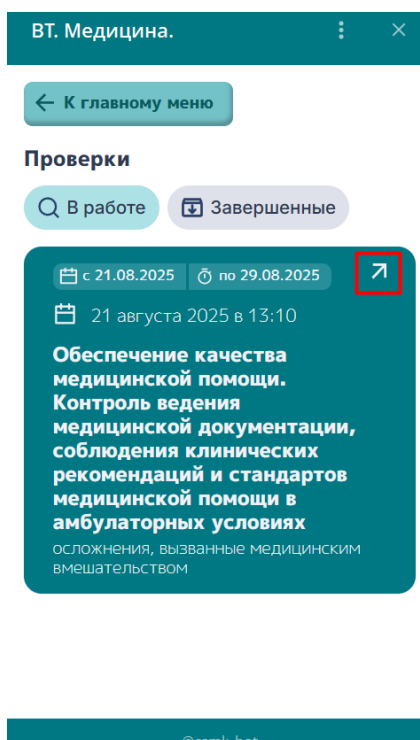 ВТ. Медицина.
К главному меню
Проверки
В работе
Завершенные
с 21.08.2025
по 29.08.2025
21 августа 2025 в 13:10
Обеспечение качества
медицинской помощи.
Контроль ведения
медицинской документации,
соблюдения клинических
рекомендаций и стандартов
медицинской помощи в
амбулаторных условиях
осложнения, вызванные медицинским
вмешательством